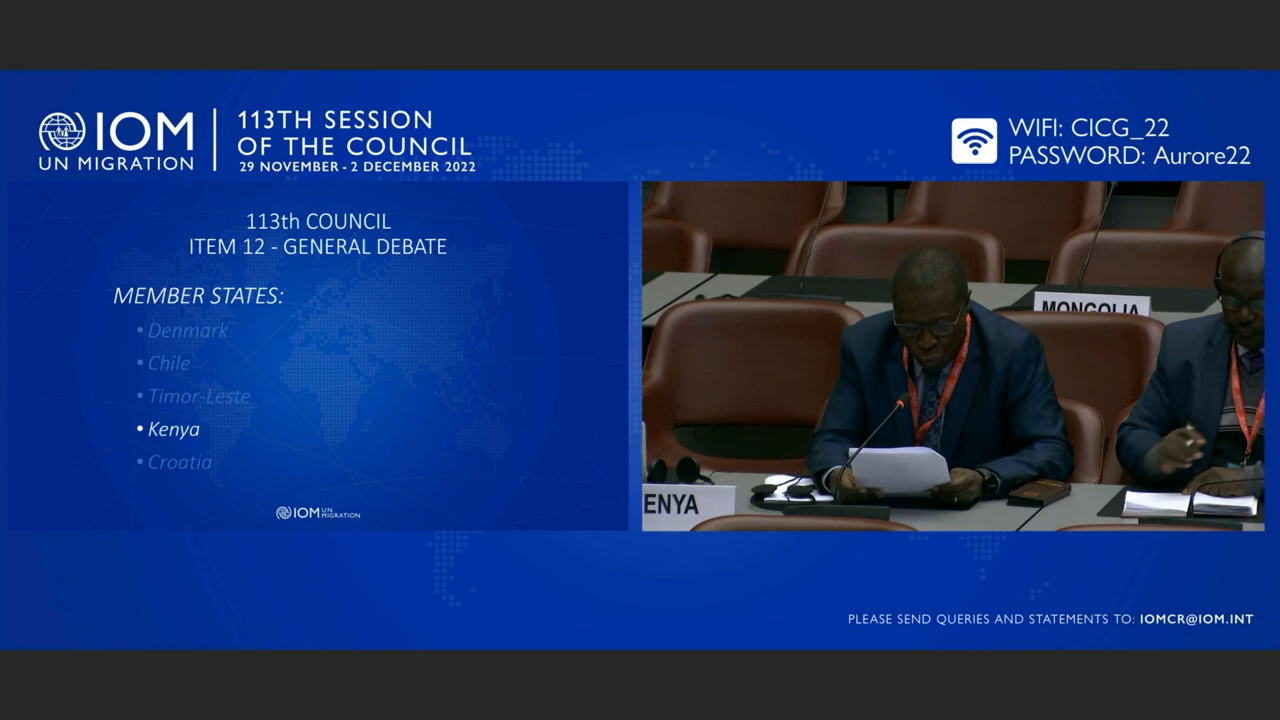 IOM
UN MIGRATION
113TH SESSION
OF THE COUNCIL
29 NOVEMBER - 2 DECEMBER 2022
WIFI: CICG_22
PASSWORD: Aurore22
113th COUNCIL
ITEM 12 - GENERAL DEBATE
MEMBER STATES:
• Denmark
• Chile
• Timor-Leste
• Kenya
• Croatia
IOM UN MIGRATION
MONGOLIA
ENYA
PLEASE SEND QUERIES AND STATEMENTS TO: IOMCR@IOM.INT